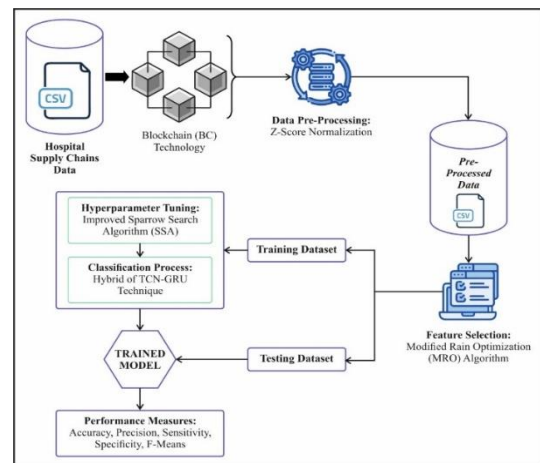 CSV
Hospital
Supply Chains
Data
Blockchain (BC)
Technology
Data Pre-Processing:
Z-Score Normalization
Pre-
Processed
Data
CSV
Feature Selection:
Modified Rain Optimization
(MRO) Algorithm
Training Dataset
Testing Dataset
Hyperparameter Tuning:
Improved Sparrow Search
Algorithm (SSA)
Classification Process:
Hybrid of TCN-GRU
Technique
TRAINED
MODEL
Performance Measures:
Accuracy, Precision, Sensitivity,
Specificity, F-Means